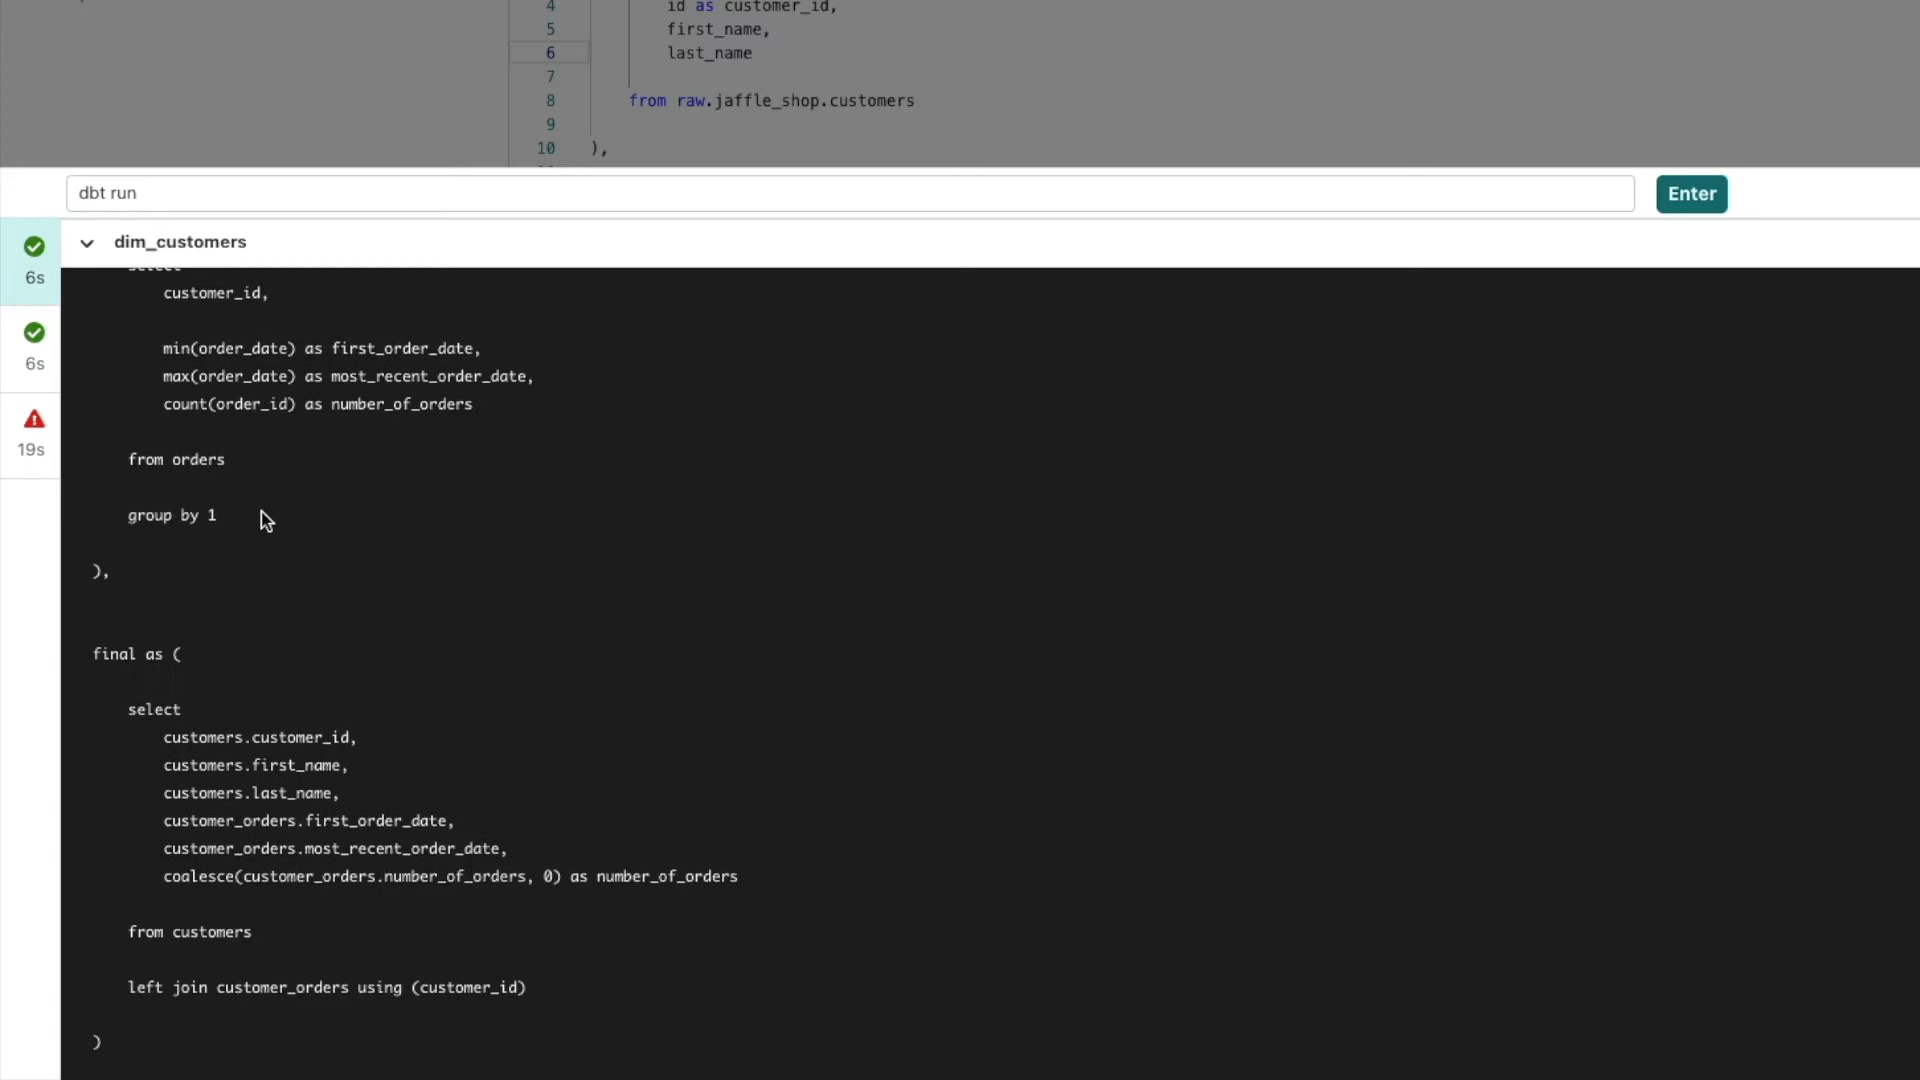 4 id as customer_id,
5 first_name,
6 last_name
7
8 from raw.jaffle_shop.customers
9
10 ),
dbt run
Enter
dim_customers
6s
6s
19s
select
customer_id,
min(order_date) as first_order_date,
max(order_date) as most_recent_order_date,
count(order_id) as number_of_orders
from orders
group by 1
),
final as (
select
customers.customer_id,
customers.first_name,
customers.last_name,
customer_orders.first_order_date,
customer_orders.most_recent_order_date,
coalesce(customer_orders.number_of_orders, 0) as number_of_orders
from customers
left join customer_orders using (customer_id)
)